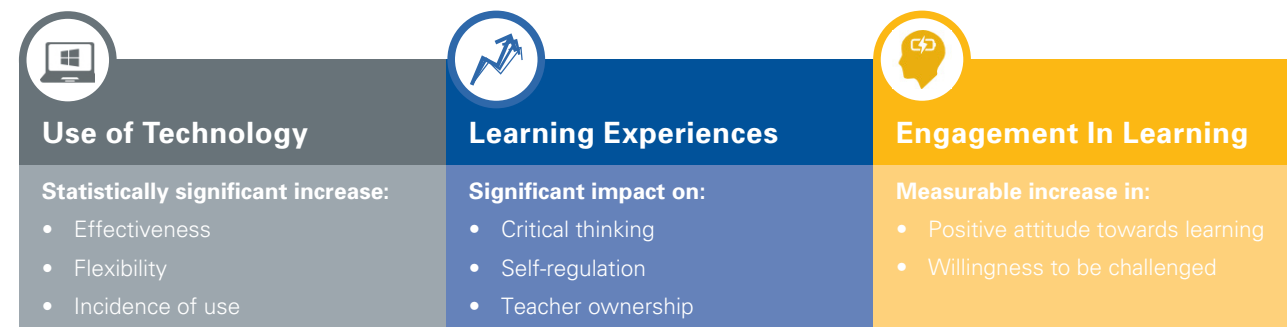 Use of Technology
Statistically significant increase:
• Effectiveness
• Flexibility
• Incidence of use
Learning Experiences
Significant impact on:
• Critical thinking
• Self-regulation
• Teacher ownership
Engagement In Learning
Measurable increase in:
• Positive attitude towards learning
• Willingness to be challenged